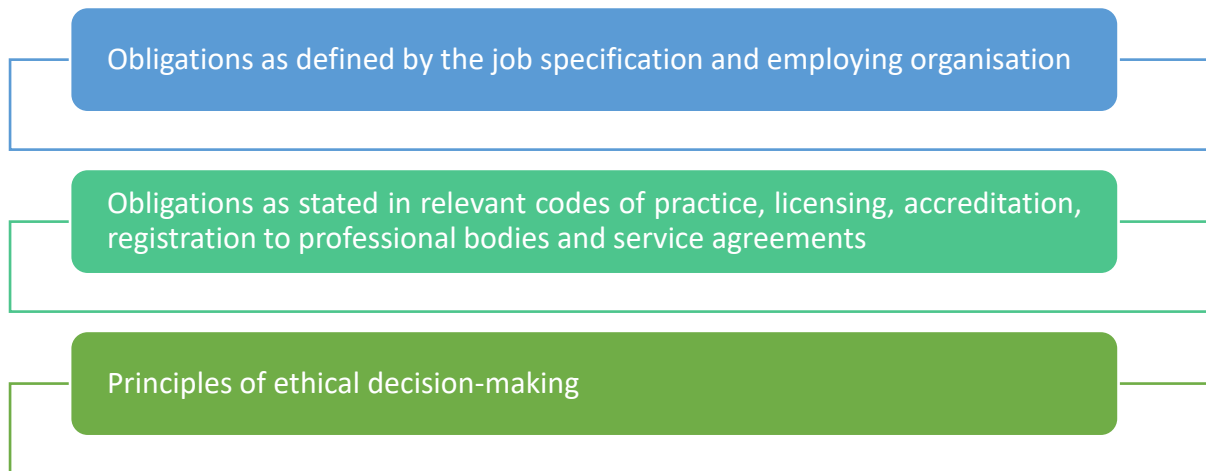 Obligations as defined by the job specification and employing organisation
Obligations as stated in relevant codes of practice, licensing, accreditation,
registration to professional bodies and service agreements
Principles of ethical decision-making